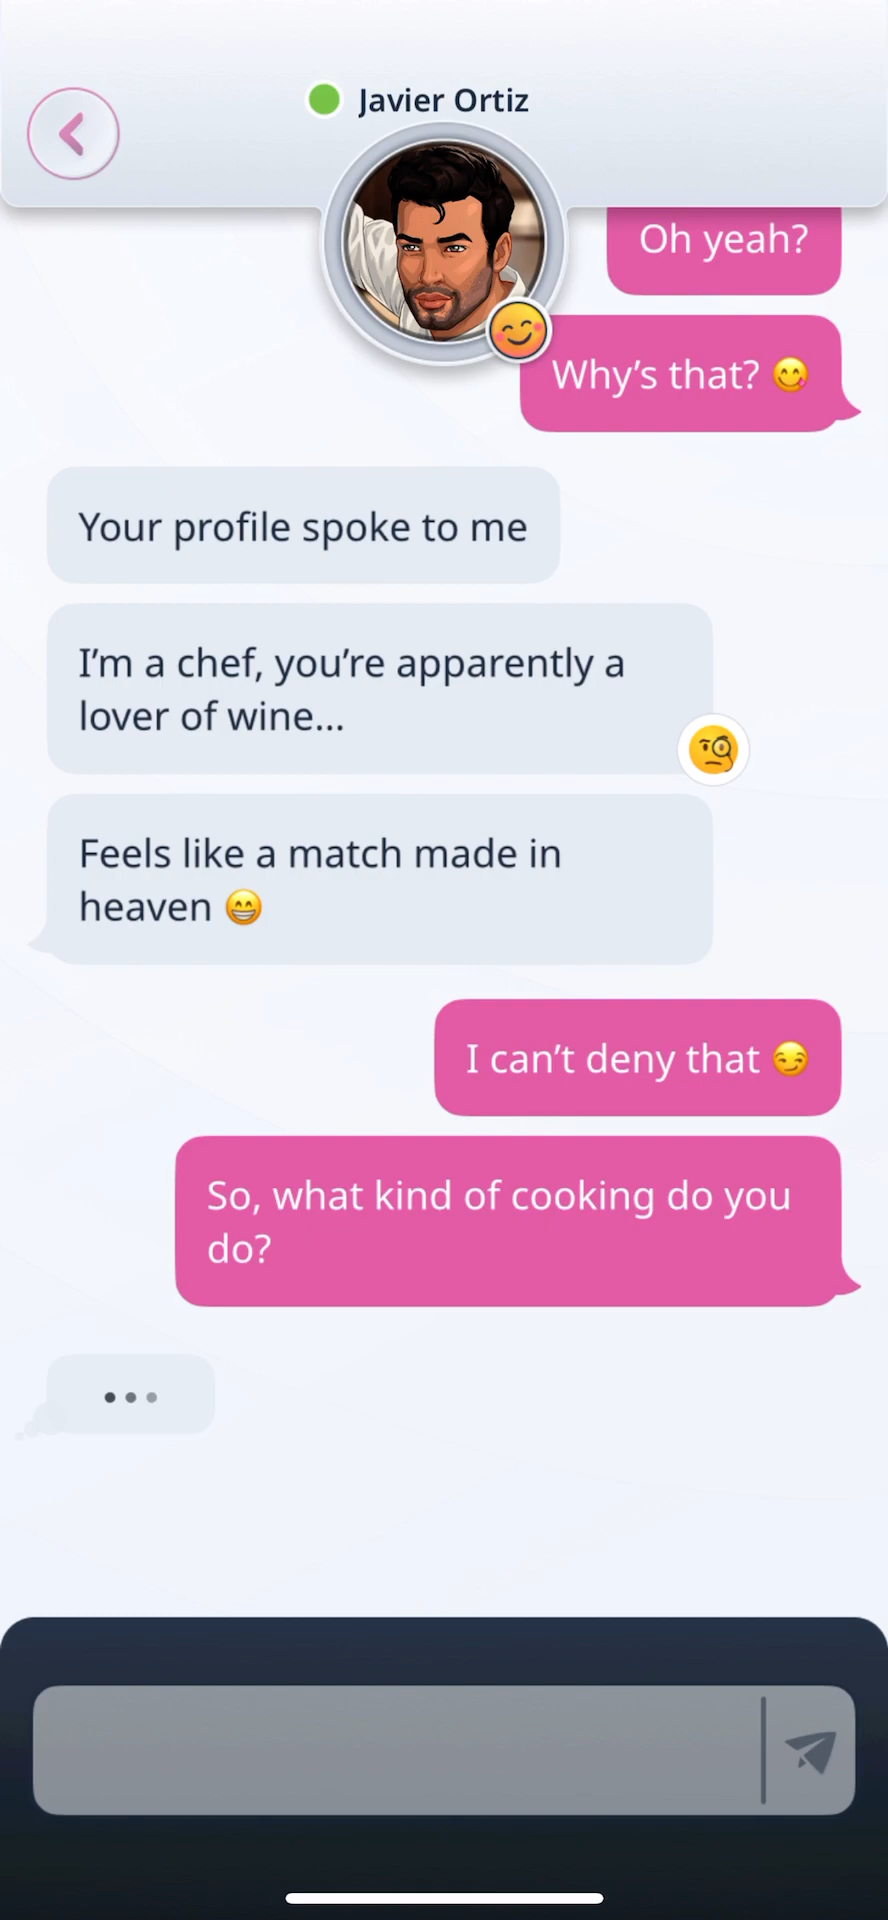 Javier Ortiz
Oh yeah?
Why's that? 😋
Your profile spoke to me
I'm a chef, you're apparently a
lover of wine...
Feels like a match made in
heaven 😁
I can't deny that 😏
So, what kind of cooking do you
do?